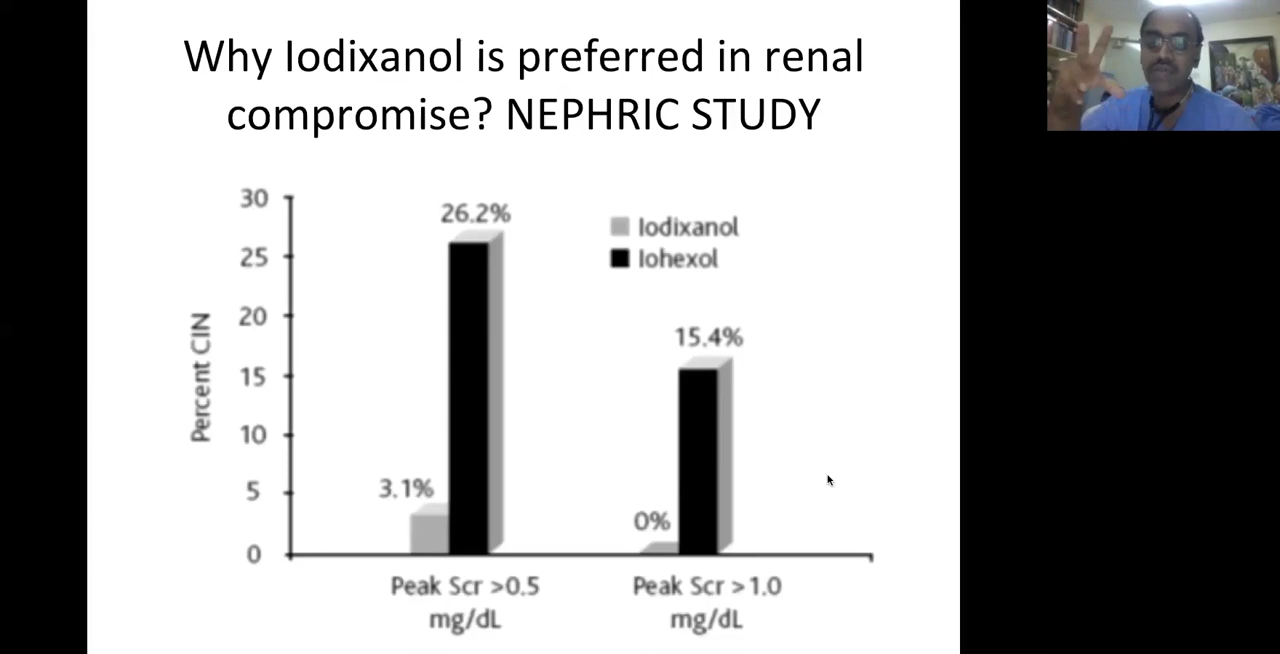 Why Iodixanol is preferred in renal
compromise? NEPHRIC STUDY
30
26.2%
Iodixanol
Iohexol
25
20
15.4%
15
Percent CIN
10
3.1%
5
0%
0
Peak Scr >0.5
mg/dL
Peak Scr >1.0
mg/dL